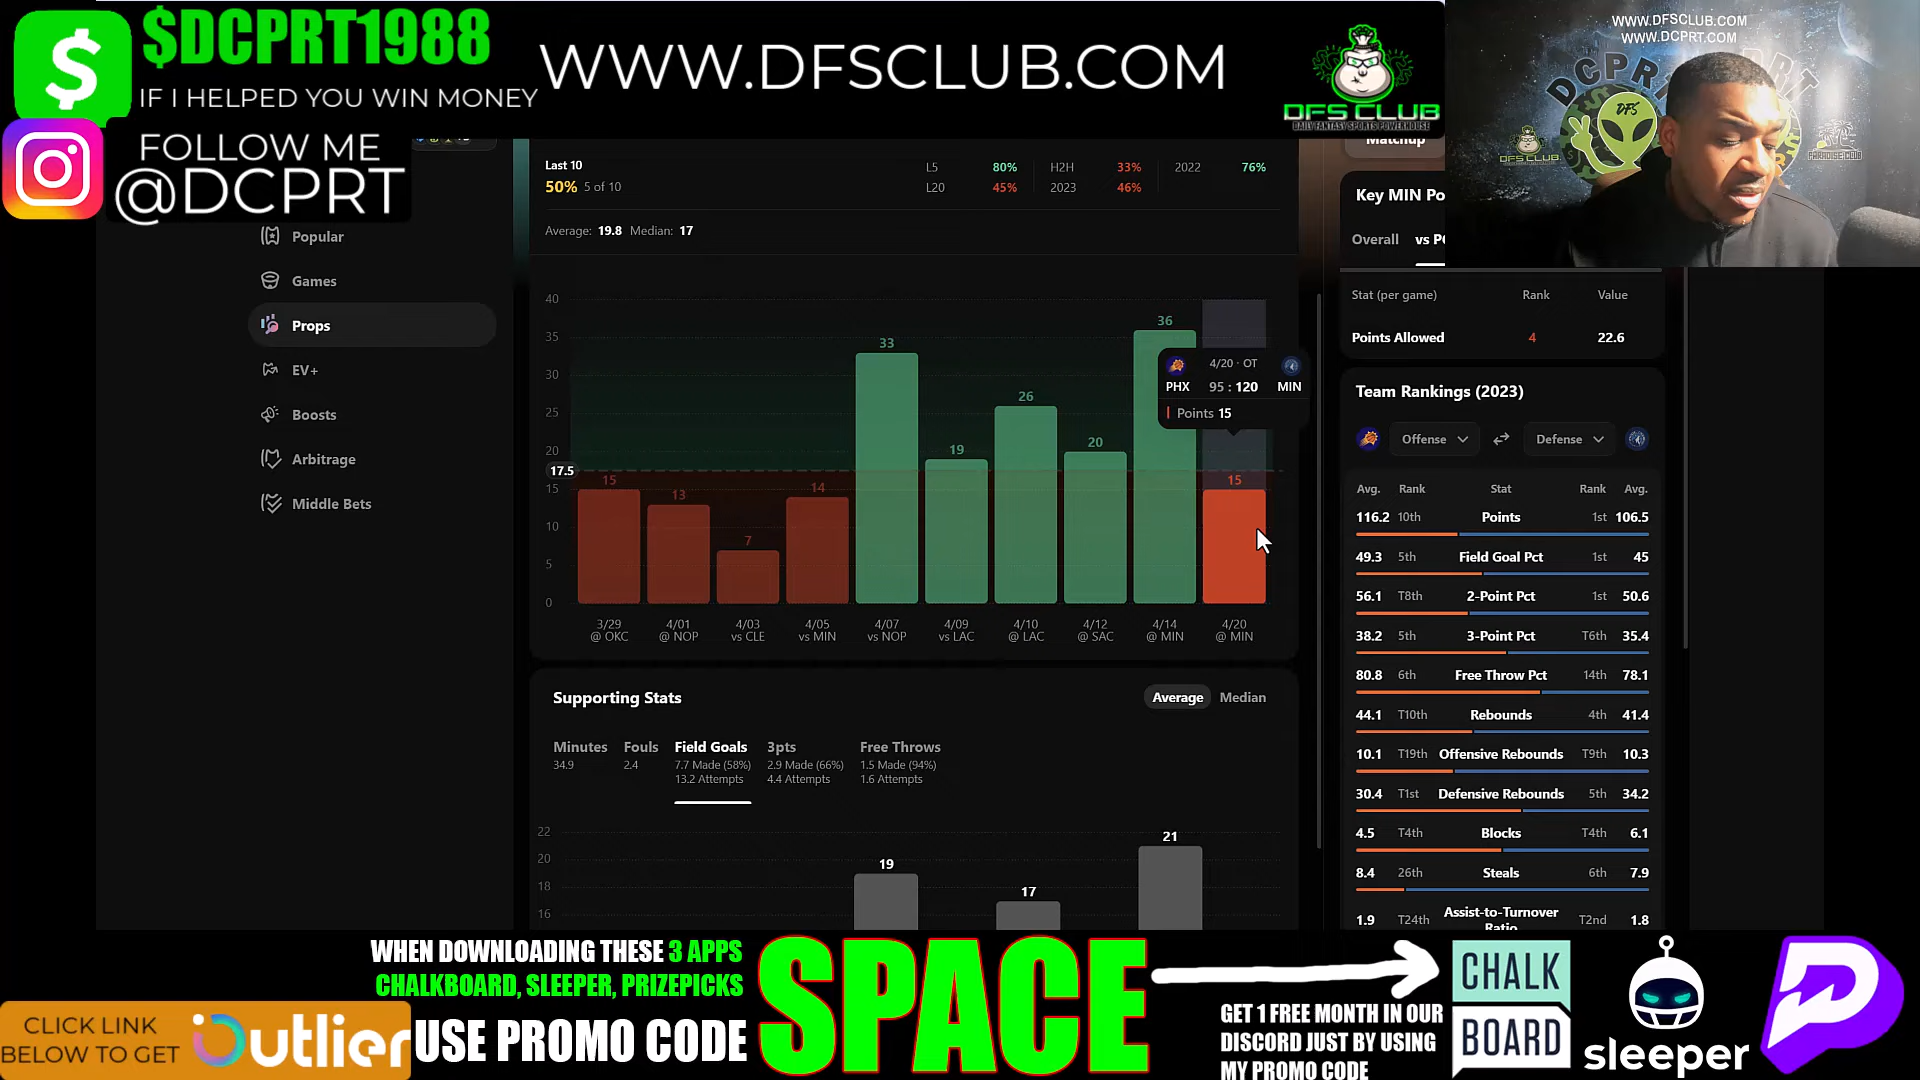 $DCPRT1988
IF I HELPED YOU WIN MONEY
WWW.DFSCLUB.COM
DFS CLUB
DAILY FANTASY SPORTS POWERHOUSE
WWW.DFSCLUB.COM
WWW.DCPRT.COM
DFS
DFS CLUB
FOLLOW ME
@DCPRT
Popular
Games
Props
EV+
Boosts
Arbitrage
Middle Bets
Last 10
50% 5 of 10
L5 80% H2H 33% 2022 76%
L20 45% 2023 46%
Average: 19.8 Median: 17
40
35
30
25
20
17.5
15
10
5
0
15
13
7
14
33
19
26
20
36
15
PHX 4/20 · OT MIN
95 : 120
Points 15
3/29 @ OKC
4/01 @ NOP
4/03 vs CLE
4/05 vs MIN
4/07 vs NOP
4/09 vs LAC
4/10 @ LAC
4/12 @ SAC
4/14 @ MIN
4/20 @ MIN
Supporting Stats
Average Median
Minutes Fouls Field Goals 3pts Free Throws
34.9 2.4 7.7 Made (58%) 2.9 Made (66%) 1.5 Made (94%)
13.2 Attempts 4.4 Attempts 1.6 Attempts
22
20
18
16
19
17
21
Matchup
Key MIN Po
Overall vs P
Stat (per game) Rank Value
Points Allowed 4 22.6
Team Rankings (2023)
Offense Defense
Avg. Rank Stat Rank Avg.
116.2 10th Points 1st 106.5
49.3 5th Field Goal Pct 1st 45
56.1 T8th 2-Point Pct 1st 50.6
38.2 5th 3-Point Pct T6th 35.4
80.8 6th Free Throw Pct 14th 78.1
44.1 T10th Rebounds 4th 41.4
10.1 T19th Offensive Rebounds T9th 10.3
30.4 T1st Defensive Rebounds 5th 34.2
4.5 T4th Blocks T4th 6.1
8.4 26th Steals 6th 7.9
1.9 T24th Assist-to-Turnover Ratio T2nd 1.8
WHEN DOWNLOADING THESE 3 APPS
CHALKBOARD, SLEEPER, PRIZEPICKS
USE PROMO CODE
SPACE
CLICK LINK
BELOW TO GET
Outlier
GET 1 FREE MONTH IN OUR
DISCORD JUST BY USING
MY PROMO CODE
CHALK
BOARD
sleeper